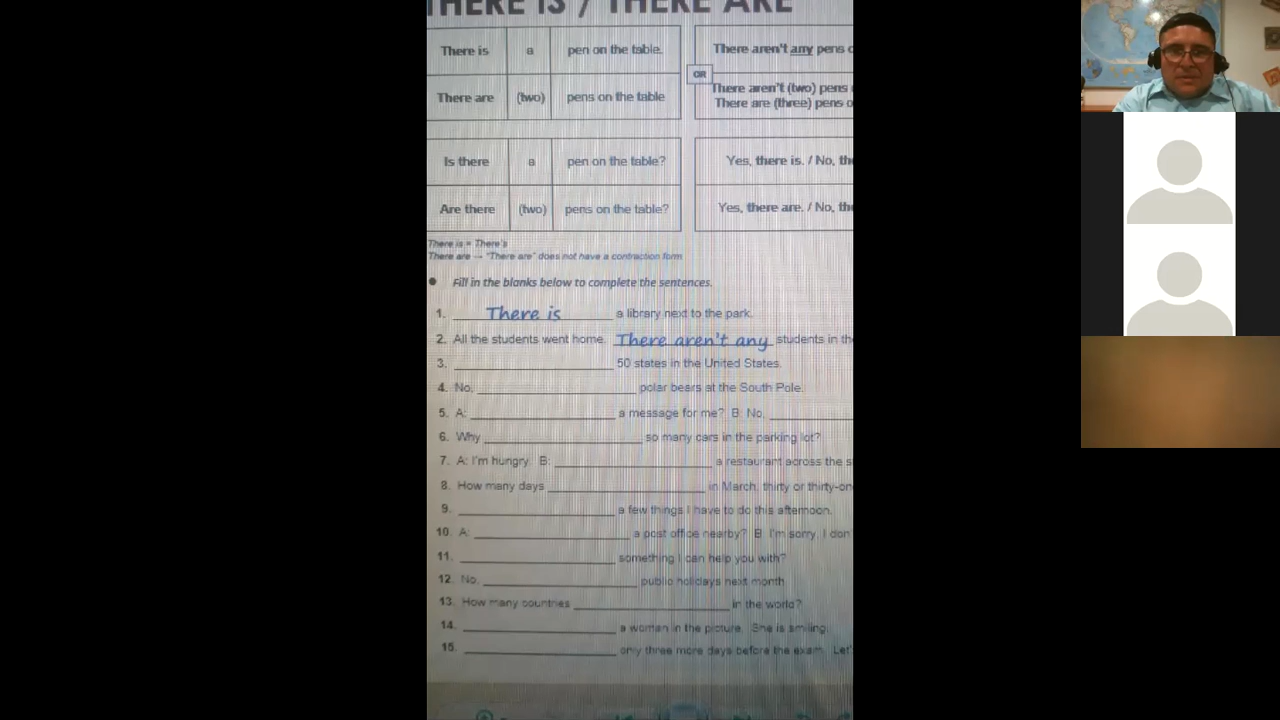 THERE IS / THERE ARE
There is a pen on the table.
There are (two) pens on the table
There aren't any pens
OR
There aren't (two) pens
There are (three) pens
Is there a pen on the table?
Are there (two) pens on the table?
Yes, there is. / No,
Yes, there are. / No,
There is = There's
There are → "There are" does not have a contraction form
Fill in the blanks below to complete the sentences.
1. There is a library next to the park.
2. All the students went home. There aren't any students in
3. 50 states in the United States.
4. No, polar bears at the South Pole.
5. A: a message for me? B: No,
6. Why so many cars in the parking lot?
7. A: I'm hungry. B: a restaurant across the
8. How many days in March, thirty or
9. a few things I have to do this afternoon.
10. A: a post office nearby? B: I'm sorry, I
11. something I can help you with?
12. No, public holidays next month
13. How many countries in the world?
14. a woman in the picture. She is smiling.
15. only three more days before the exam.